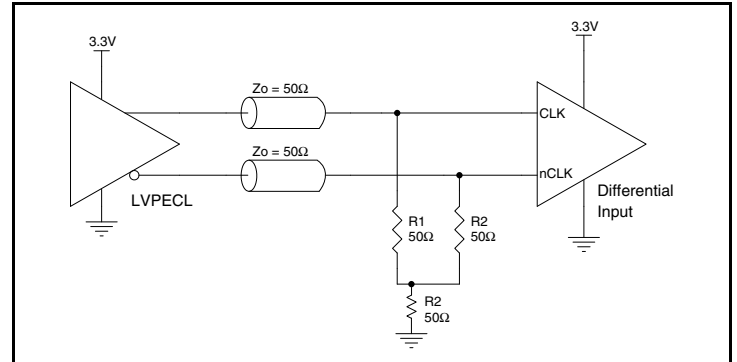 3.3V
3.3V
Zo = 50Ω
CLK
Zo = 50Ω
nCLK
LVPECL
Differential
Input
R1
50Ω
R2
50Ω
R2
50Ω